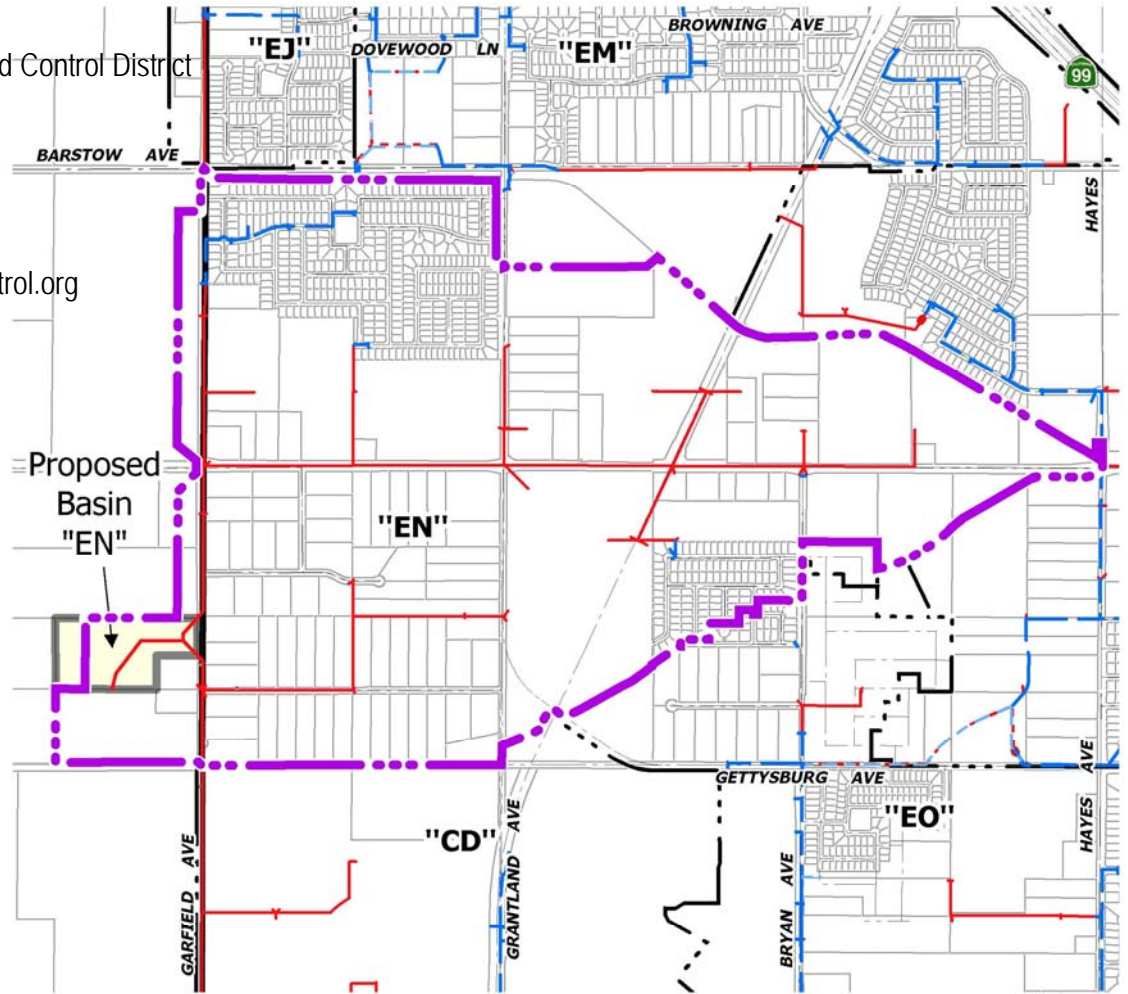 BROWNING AVE
"EJ"
DOVEWOOD LN
"EM"
d Control District
99
BARSTOW AVE
HAYES
trol.org
Proposed
Basin
"EN"
"EN"
GETTYSBURG AVE
AVE
"EO"
"CD"
GARFIELD AVE
GRANTLAND AVE
BRYAN AVE
HAYES